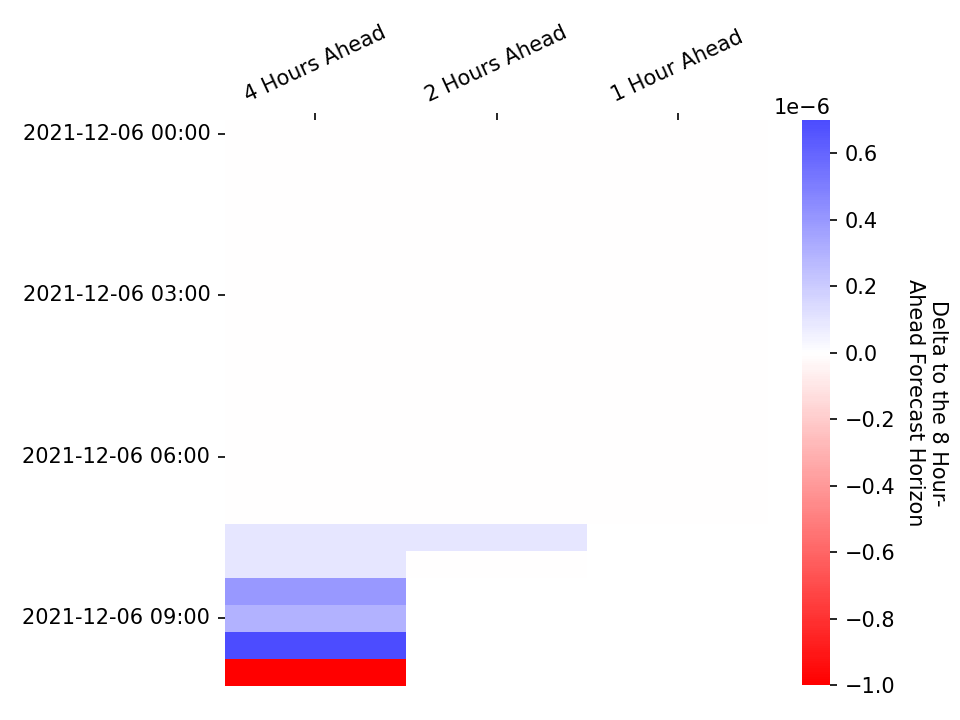 4 Hours Ahead
2 Hours Ahead
1 Hour Ahead
1e−6
2021-12-06 00:00
2021-12-06 03:00
2021-12-06 06:00
2021-12-06 09:00
0.6
0.4
0.2
0.0
−0.2
−0.4
−0.6
−0.8
−1.0
Delta to the 8 Hour-
Ahead Forecast Horizon